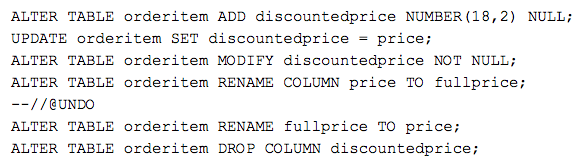 ALTER TABLE orderitem ADD discountedprice NUMBER(18,2) NULL;
UPDATE orderitem SET discountedprice = price;
ALTER TABLE orderitem MODIFY discountedprice NOT NULL;
ALTER TABLE orderitem RENAME COLUMN price TO fullprice;
--//@UNDO
ALTER TABLE orderitem RENAME fullprice TO price;
ALTER TABLE orderitem DROP COLUMN discountedprice;